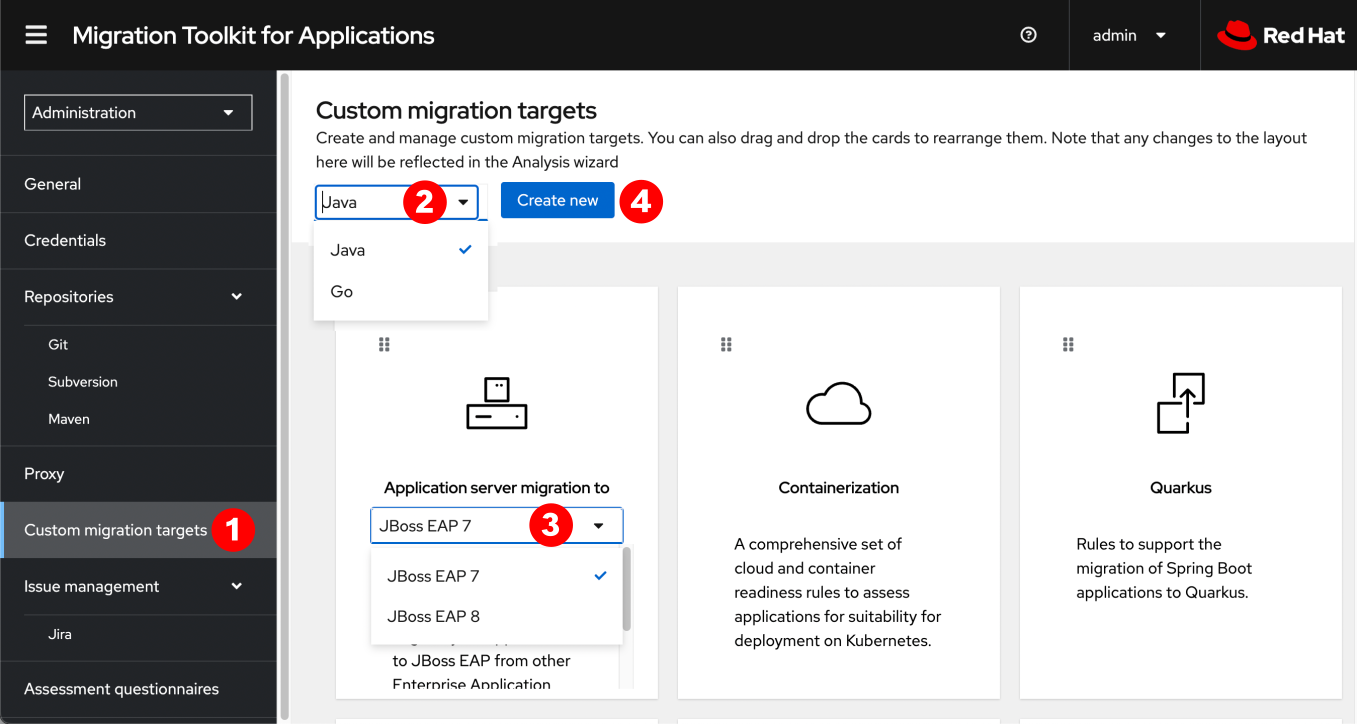 Migration Toolkit for Applications
admin
Red Hat
Administration
General
Credentials
Repositories
Git
Subversion
Maven
Proxy
Custom migration targets 1
Issue management
Jira
Assessment questionnaires
Custom migration targets
Create and manage custom migration targets. You can also drag and drop the cards to rearrange them. Note that any changes to the layout
here will be reflected in the Analysis wizard
Java 2
Create new 4
Java
Go
Application server migration to
JBoss EAP 7 3
JBoss EAP 7
JBoss EAP 8
to JBoss EAP from other
Enterprise Application
Containerization
A comprehensive set of
cloud and container
readiness rules to assess
applications for suitability for
deployment on Kubernetes.
Quarkus
Rules to support the
migration of Spring Boot
applications to Quarkus.